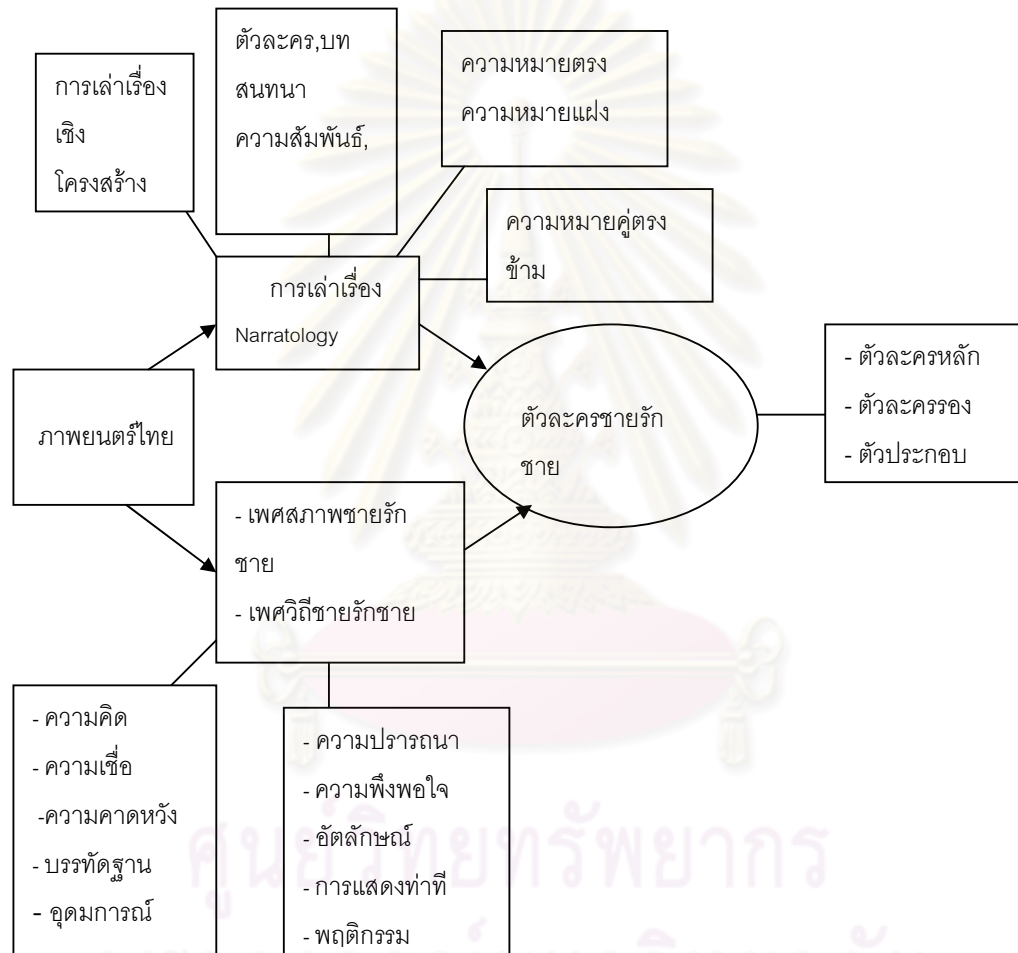 ตัวละคร,บท
สนทนา
ความสัมพันธ์,
การเล่าเรื่อง
เชิง
โครงสร้าง
ความหมายตรง
ความหมายแฝง
ความหมายคู่ตรง
ข้าม
การเล่าเรื่อง
Narratology
ภาพยนตร์ไทย
ตัวละครชายรัก
ชาย
- ตัวละครหลัก
- ตัวละครรอง
- ตัวประกอบ
- เพศสภาพชายรัก
ชาย
- เพศวิถีชายรักชาย
- ความคิด
- ความเชื่อ
-ความคาดหวัง
- บรรทัดฐาน
- อุดมการณ์
- ความปรารถนา
- ความพึงพอใจ
- อัตลักษณ์
- การแสดงท่าที
- พฤติกรรม
ศูนย์วิทยทรัพยากร